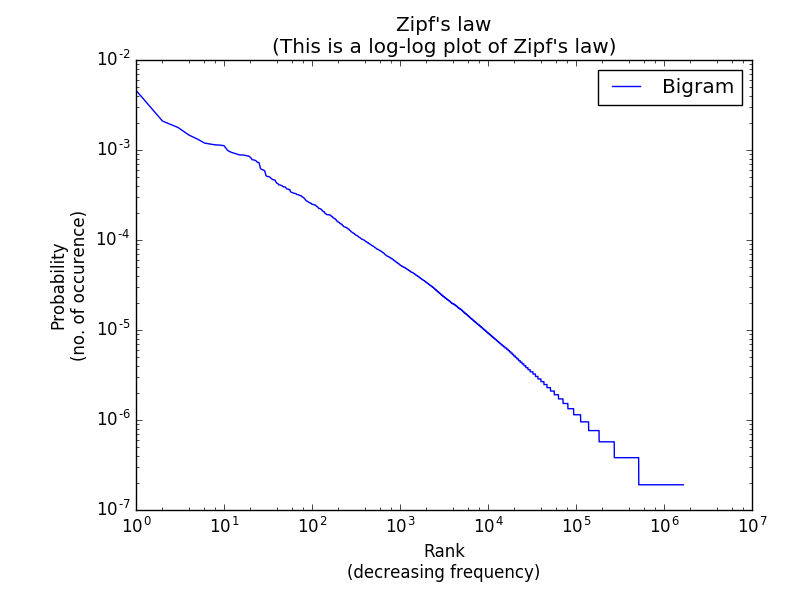 Zipf's law
(This is a log-log plot of Zipf's law)
Bigram
10^-2
10^-3
10^-4
10^-5
10^-6
10^-7
Probability
(no. of occurence)
10^0 10^1 10^2 10^3 10^4 10^5 10^6 10^7
Rank
(decreasing frequency)